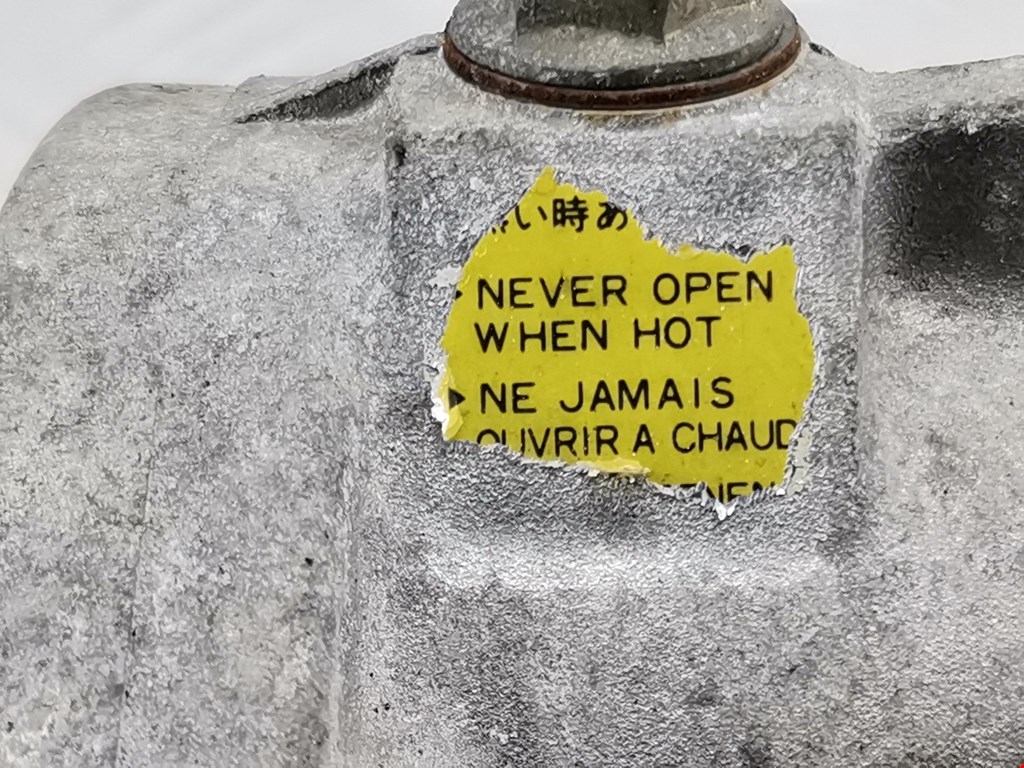 い時あ
NEVER OPEN
WHEN HOT
NE JAMAIS
OUVRIR A CHAUD